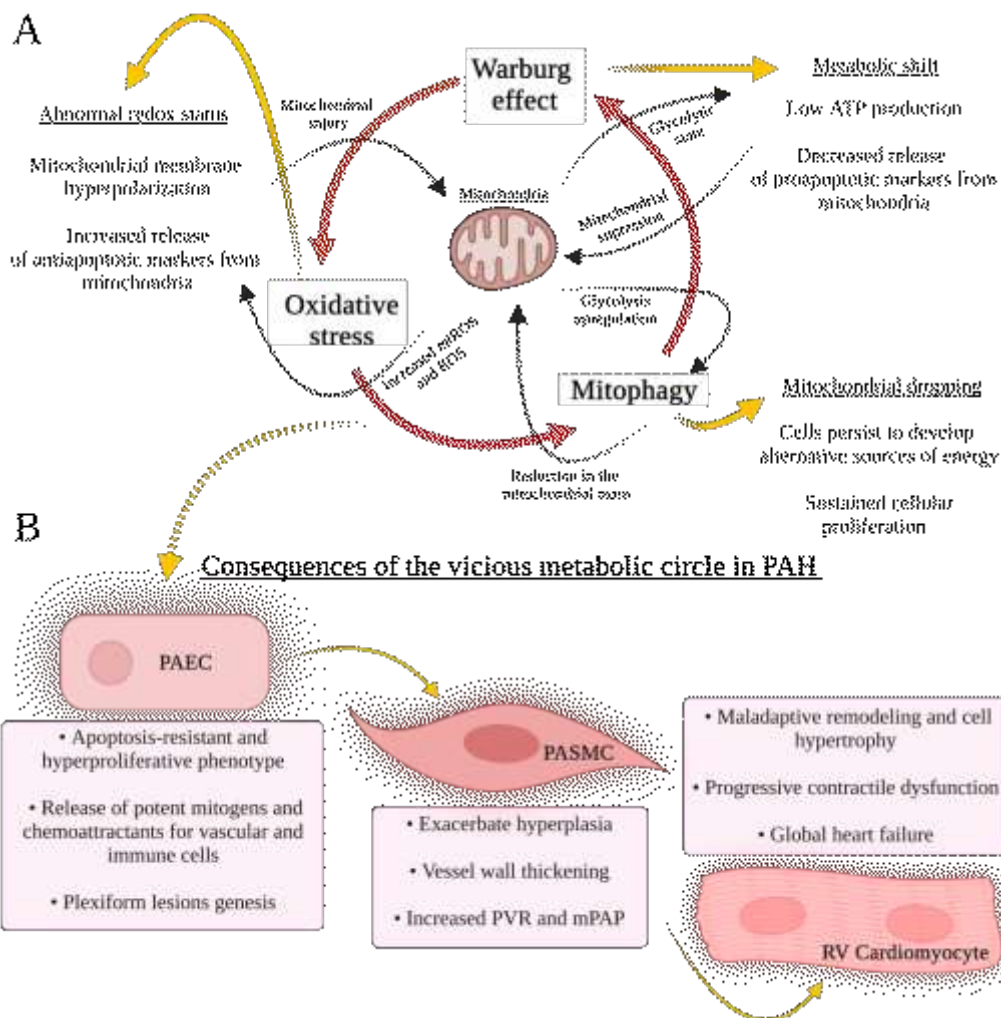 A
Warburg
effect
Metabolic shift
Low ATP production
Decreased release
of proapoptotic markers from
mitochondria
Abnormal redox status
Mitochondrial membrane
hyperpolarization
Increased release
of antiapoptotic markers from
mitochondria
Mitochondrial
injury
Glycolytic
state
Mitochondria
Mitochondrial
supression
Oxidative
stress
Glycolysis
upregulation
Increased mROS
and ROS
Mitophagy
Mitochondrial dropping
Cells persist to develop
alternative sources of energy
Sustained cellular
proliferation
Reduction in the
mitochondrial mass
B
Consequences of the vicious metabolic circle in PAH
PAEC
• Apoptosis-resistant and
hyperproliferative phenotype
• Release of potent mitogens and
chemoattractants for vascular and
immune cells
• Plexiform lesions genesis
PASMC
• Exacerbate hyperplasia
• Vessel wall thickening
• Increased PVR and mPAP
• Maladaptive remodeling and cell
hypertrophy
• Progressive contractile dysfunction
• Global heart failure
RV Cardiomyocyte